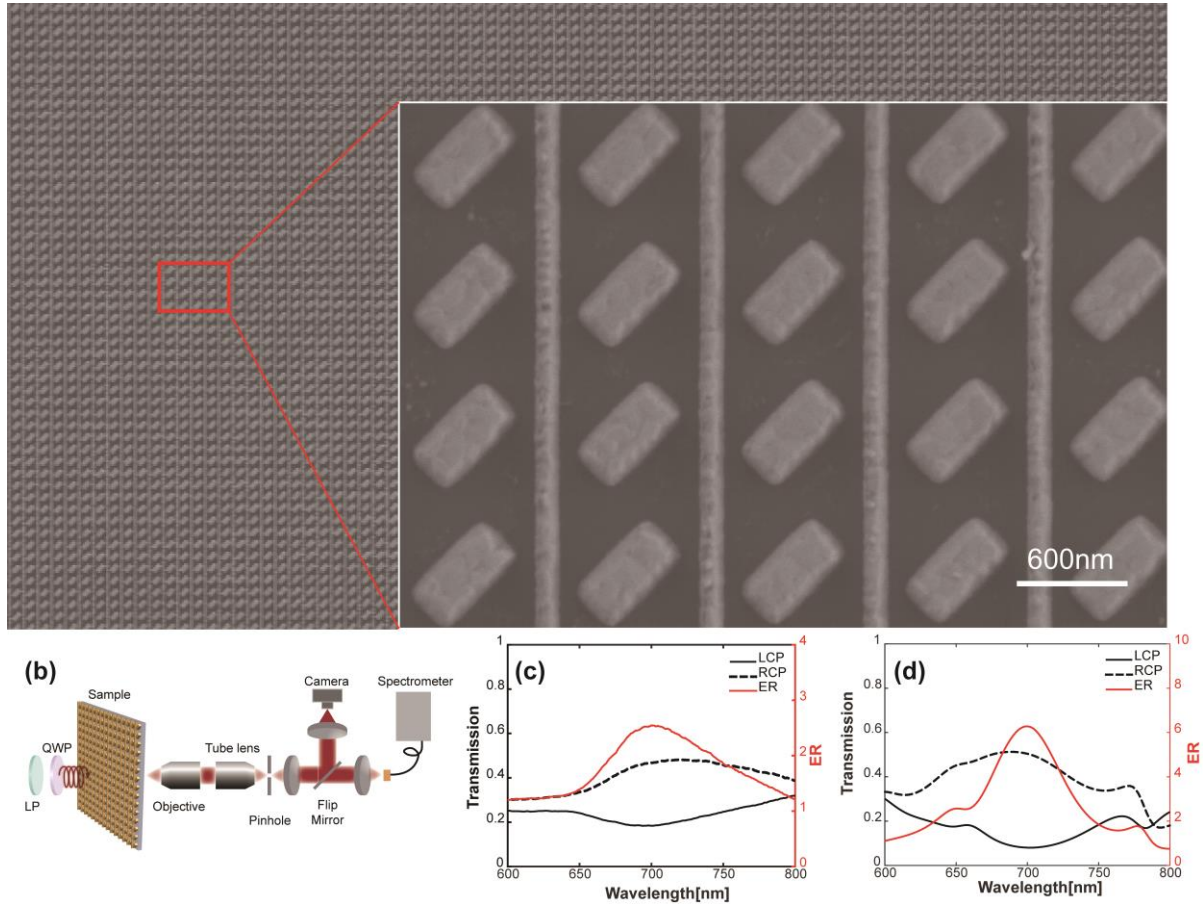 600nm
(b)
Sample
QWP
LP
Objective
Tube lens
Pinhole
Camera
Flip
Mirror
Spectrometer
(c)
LCP
RCP
ER
1
0.8
0.6
0.4
0.2
0
Transmission
4
3
2
1
0
ER
600
650
700
750
800
Wavelength[nm]
(d)
LCP
RCP
ER
1
0.8
0.6
0.4
0.2
0
Transmission
10
8
6
4
2
0
ER
600
650
700
750
800
Wavelength[nm]